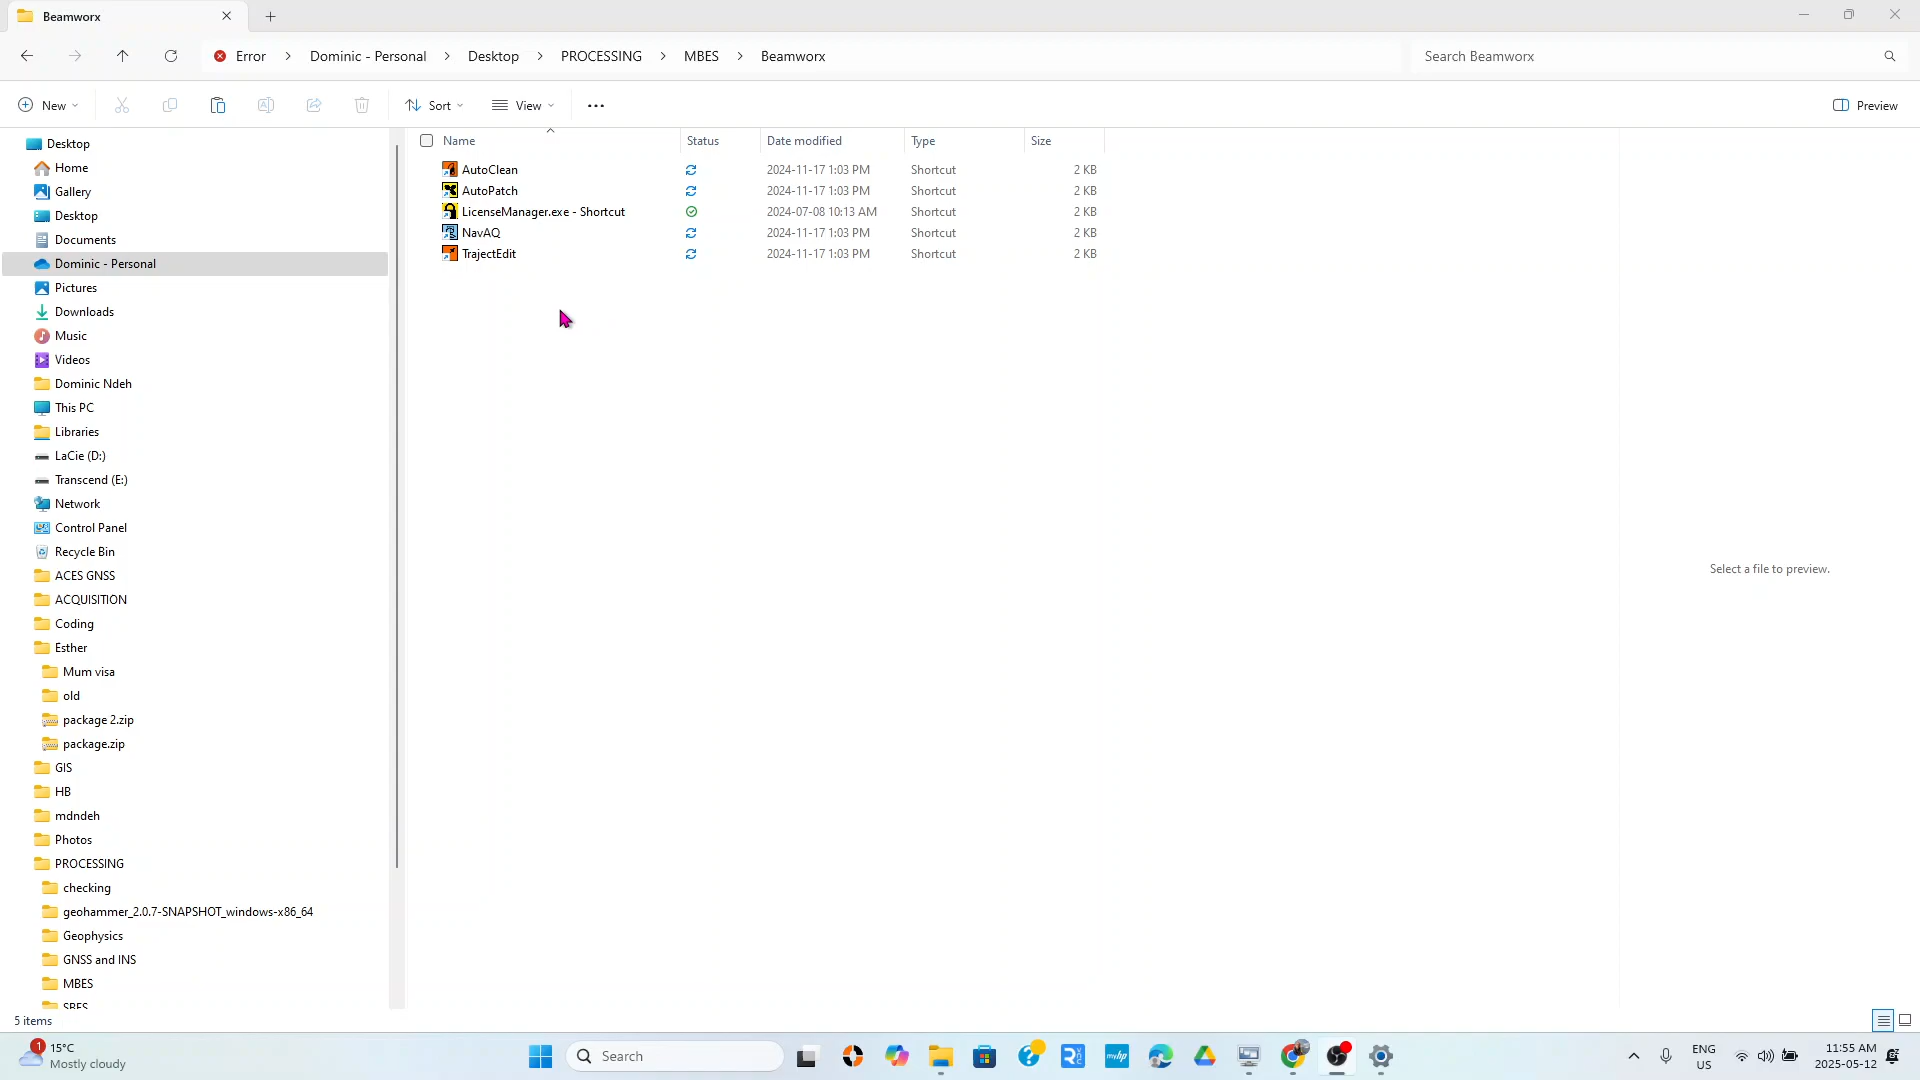 Beamworx
Error > Dominic - Personal > Desktop > PROCESSING > MBES > Beamworx
Search Beamworx
New
Sort
View
Preview
Desktop
Home
Gallery
Desktop
Documents
Dominic - Personal
Pictures
Downloads
Music
Videos
Dominic Ndeh
This PC
Libraries
LaCie (D:)
Transcend (E:)
Network
Control Panel
Recycle Bin
ACES GNSS
ACQUISITION
Coding
Esther
Mum visa
old
package 2.zip
package.zip
GIS
HB
mdndeh
Photos
PROCESSING
checking
geohammer_2.0.7-SNAPSHOT_windows-x86_64
Geophysics
GNSS and INS
MBES
SBES
Name Status Date modified Type Size
AutoClean 2024-11-17 1:03 PM Shortcut 2 KB
AutoPatch 2024-11-17 1:03 PM Shortcut 2 KB
LicenseManager.exe - Shortcut 2024-07-08 10:13 AM Shortcut 2 KB
NavAQ 2024-11-17 1:03 PM Shortcut 2 KB
TrajectEdit 2024-11-17 1:03 PM Shortcut 2 KB
Select a file to preview.
5 items
1
15°C
Mostly cloudy
Search
myhp
ENG
US
11:55 AM
2025-05-12